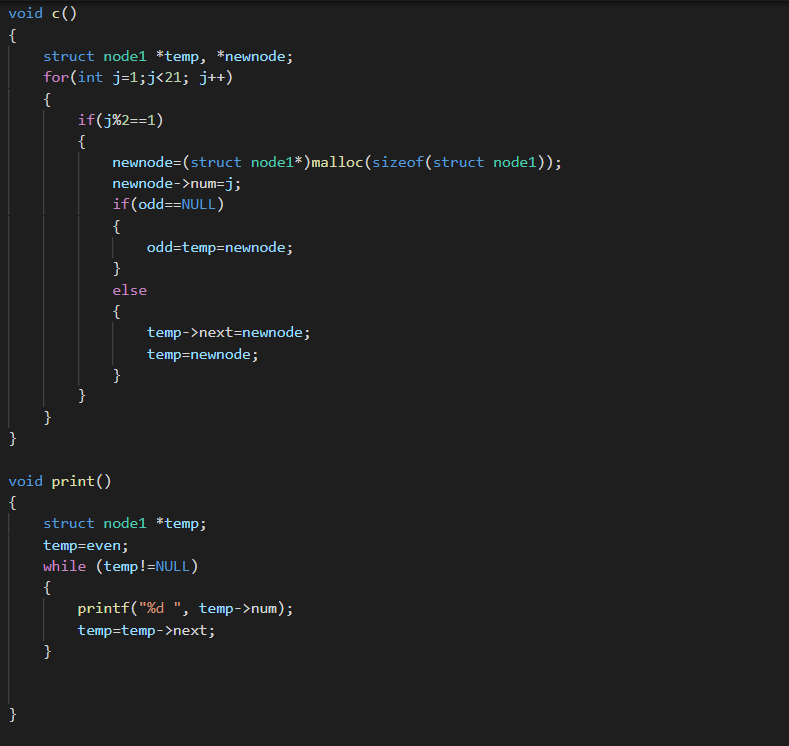 void c()
{
    struct node1 *temp, *newnode;
    for(int j=1;j<21; j++)
    {
        if(j%2==1)
        {
            newnode=(struct node1*)malloc(sizeof(struct node1));
            newnode->num=j;
            if(odd==NULL)
            {
                odd=temp=newnode;
            }
            else
            {
                temp->next=newnode;
                temp=newnode;
            }
        }
    }
}

void print()
{
    struct node1 *temp;
    temp=even;
    while (temp!=NULL)
    {
        printf("%d ", temp->num);
        temp=temp->next;
    }


}